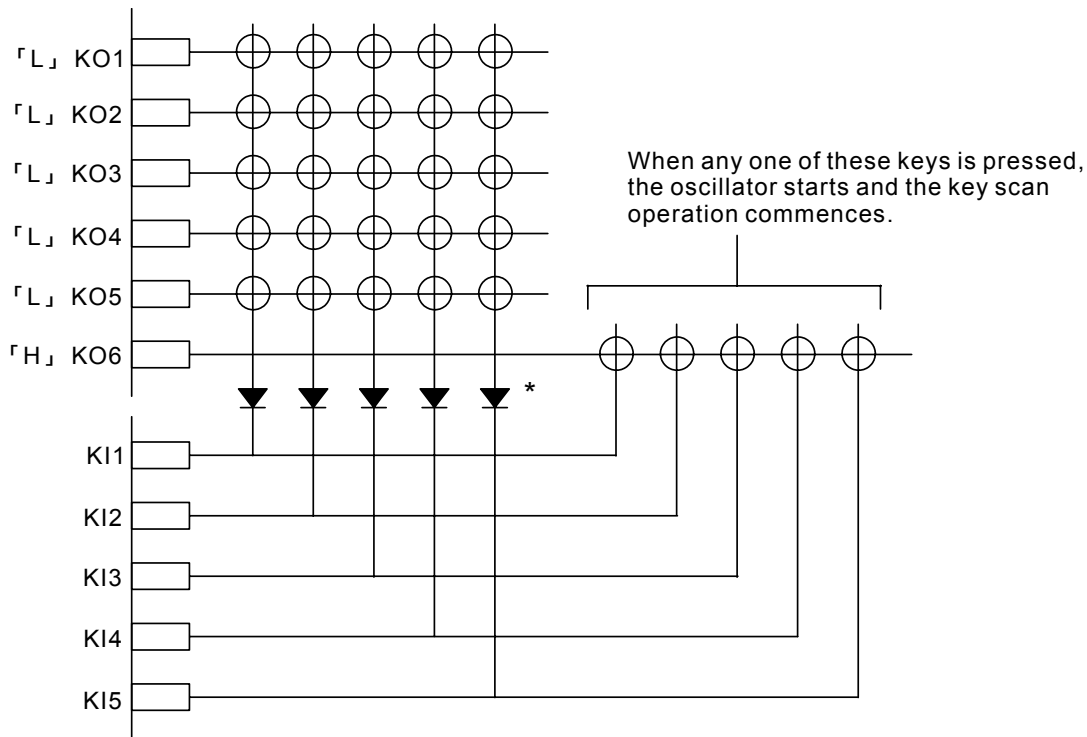 「L」 KO1
「L」 KO2
「L」 KO3
「L」 KO4
「L」 KO5
「H」 KO6
When any one of these keys is pressed,
the oscillator starts and the key scan
operation commences.
*
KI1
KI2
KI3
KI4
KI5